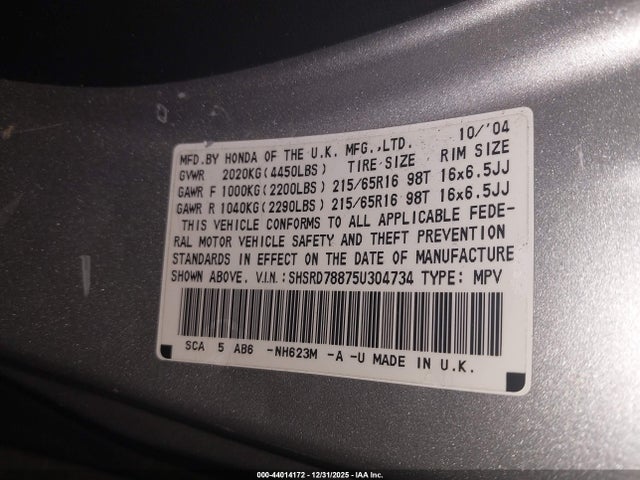 MFD.BY HONDA OF THE U.K. MFG.,LTD. 10/'04
GVWR 2020KG(4450LBS) TIRE SIZE RIM SIZE
GAWR F 1000KG(2200LBS) 215/65R16 98T 16x6.5JJ
GAWR R 1040KG(2290LBS) 215/65R16 98T 16x6.5JJ
THIS VEHICLE CONFORMS TO ALL APPLICABLE FEDE-
RAL MOTOR VEHICLE SAFETY AND THEFT PREVENTION
STANDARDS IN EFFECT ON THE DATE OF MANUFACTURE
SHOWN ABOVE. V.I.N.:SHSRD78875U304734 TYPE: MPV
SCA 5 AB6 -NH623M -A -U MADE IN U.K.
000-44014172 - 12/31/2025 - IAA Inc.